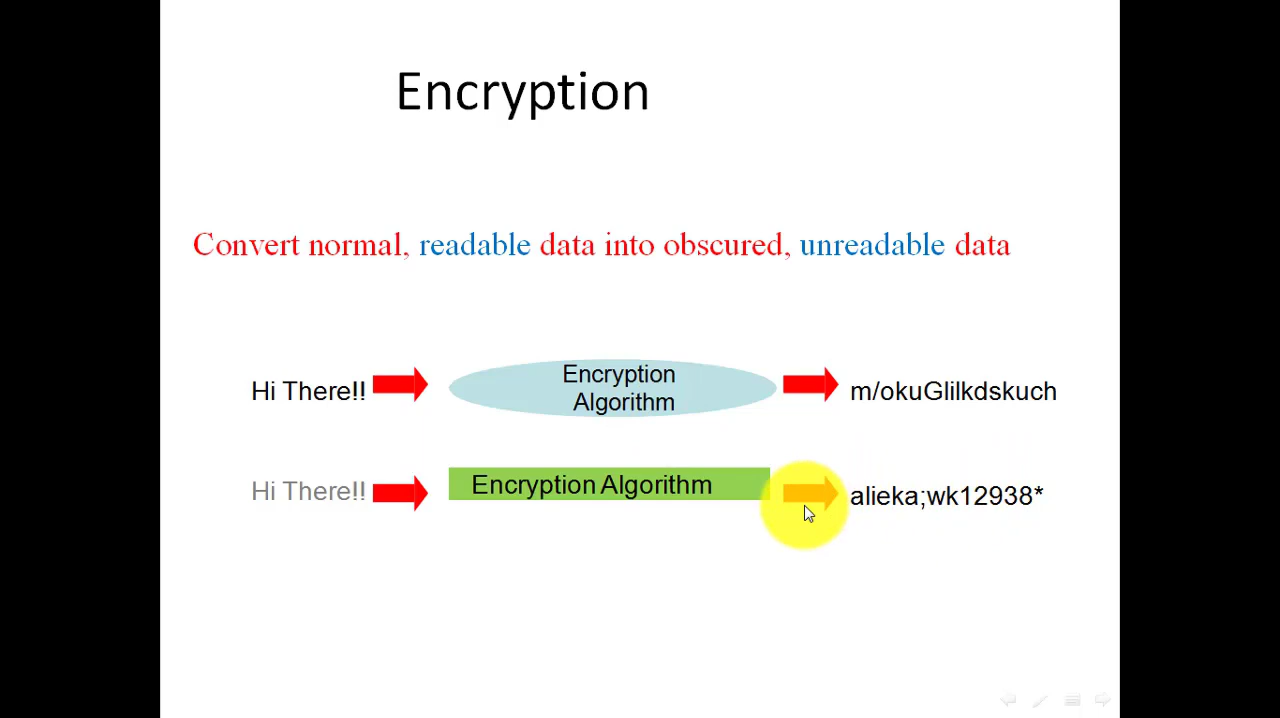 Encryption
Convert normal, readable data into obscured, unreadable data
Hi There!! Encryption Algorithm m/okuGlilkdskuch
Hi There!! Encryption Algorithm alieka;wk12938*